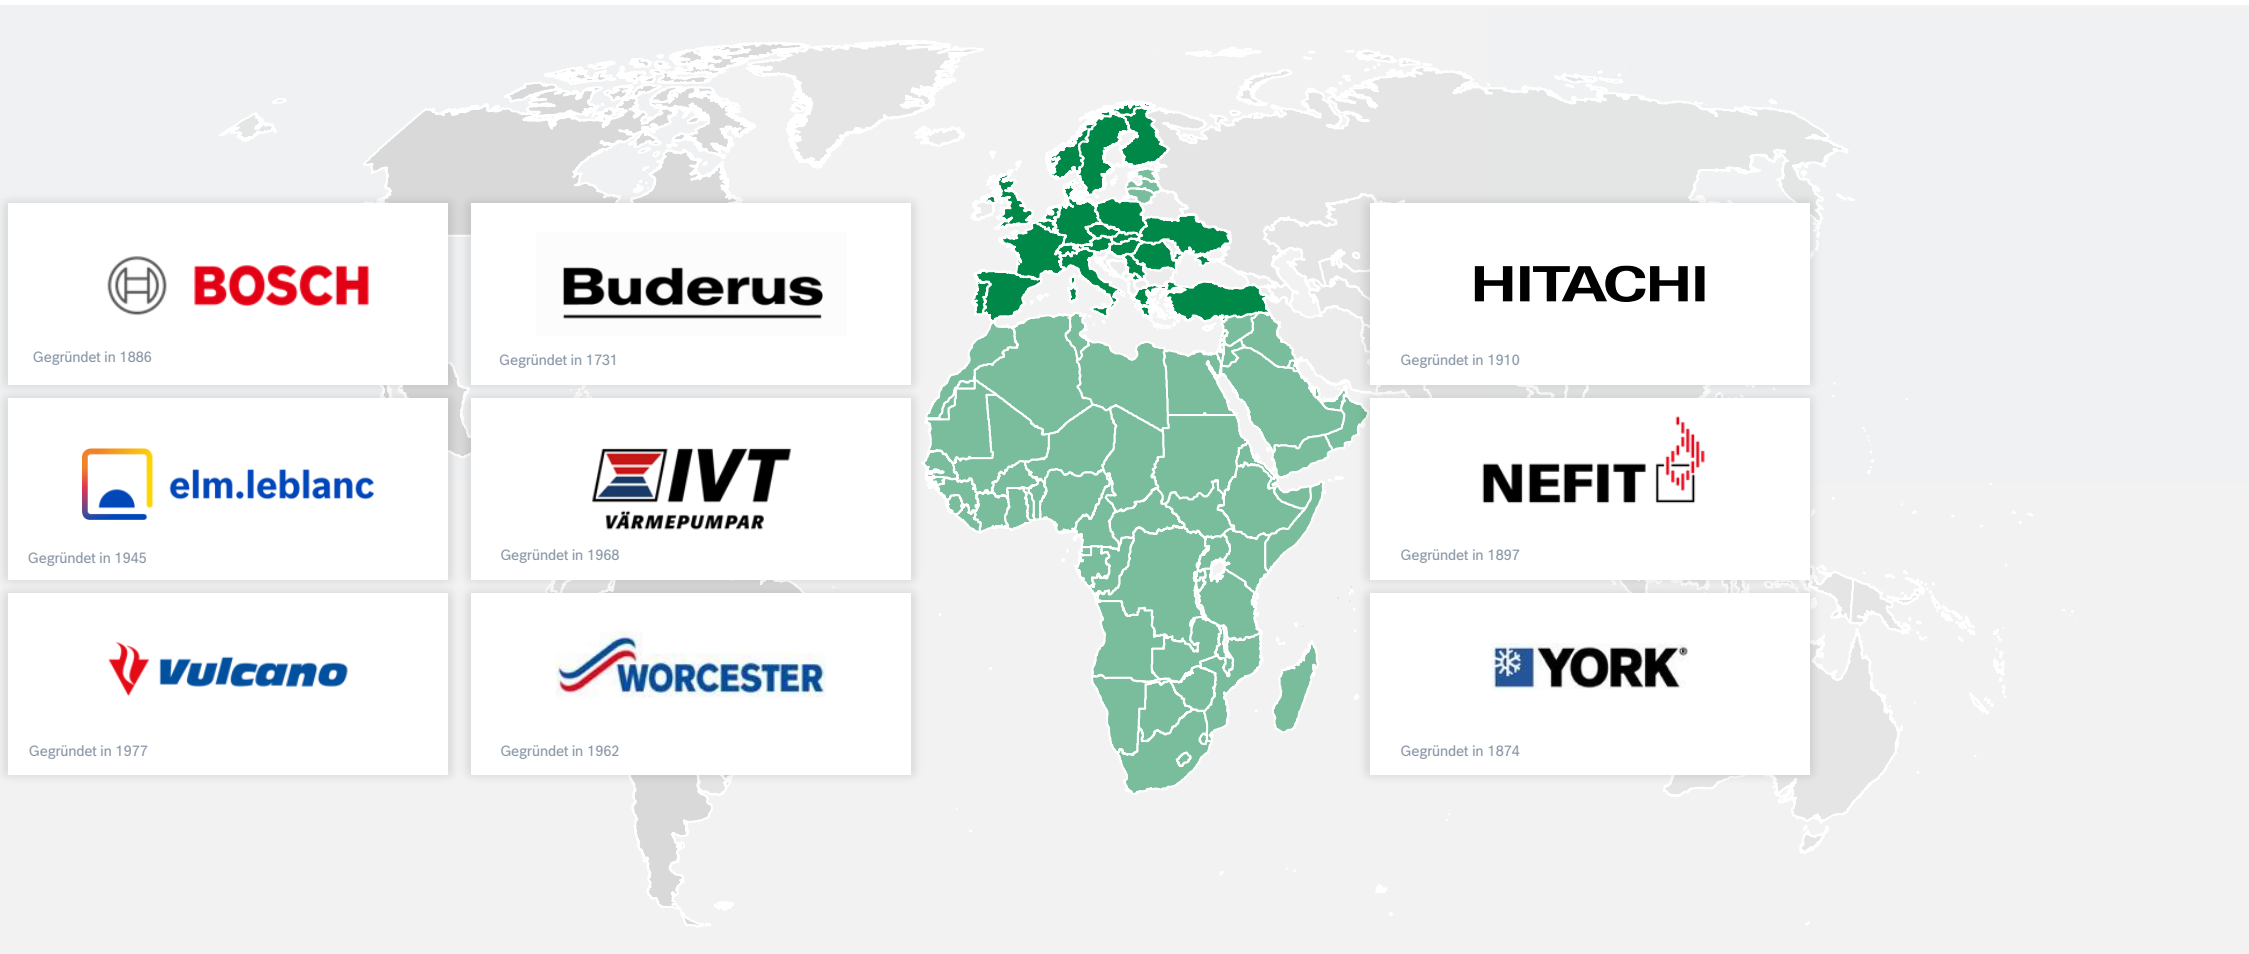 BOSCH
Gegründet in 1886
Buderus
Gegründet in 1731
HITACHI
Gegründet in 1910
elm.leblanc
Gegründet in 1945
IVT
VÄRMEPUMPAR
Gegründet in 1968
NEFIT
Gegründet in 1897
Vulcano
Gegründet in 1977
WORCESTER
Gegründet in 1962
YORK®
Gegründet in 1874